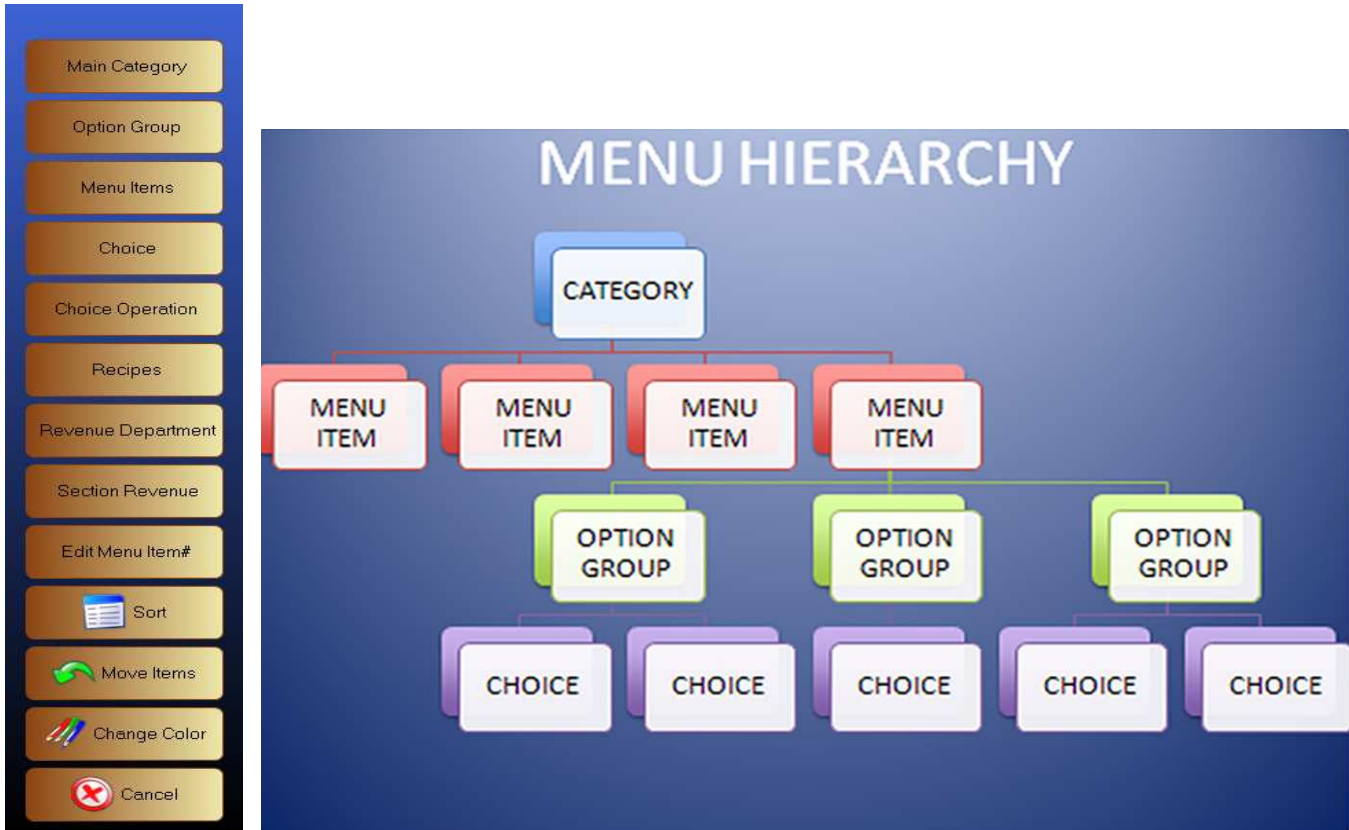 Main Category
Option Group
Menu Items
Choice
Choice Operation
Recipes
Revenue Department
Section Revenue
Edit Menu Item#
Sort
Move Items
Change Color
Cancel
MENU HIERARCHY
CATEGORY
MENU
ITEM
MENU
ITEM
MENU
ITEM
MENU
ITEM
OPTION
GROUP
OPTION
GROUP
OPTION
GROUP
CHOICE
CHOICE
CHOICE
CHOICE
CHOICE